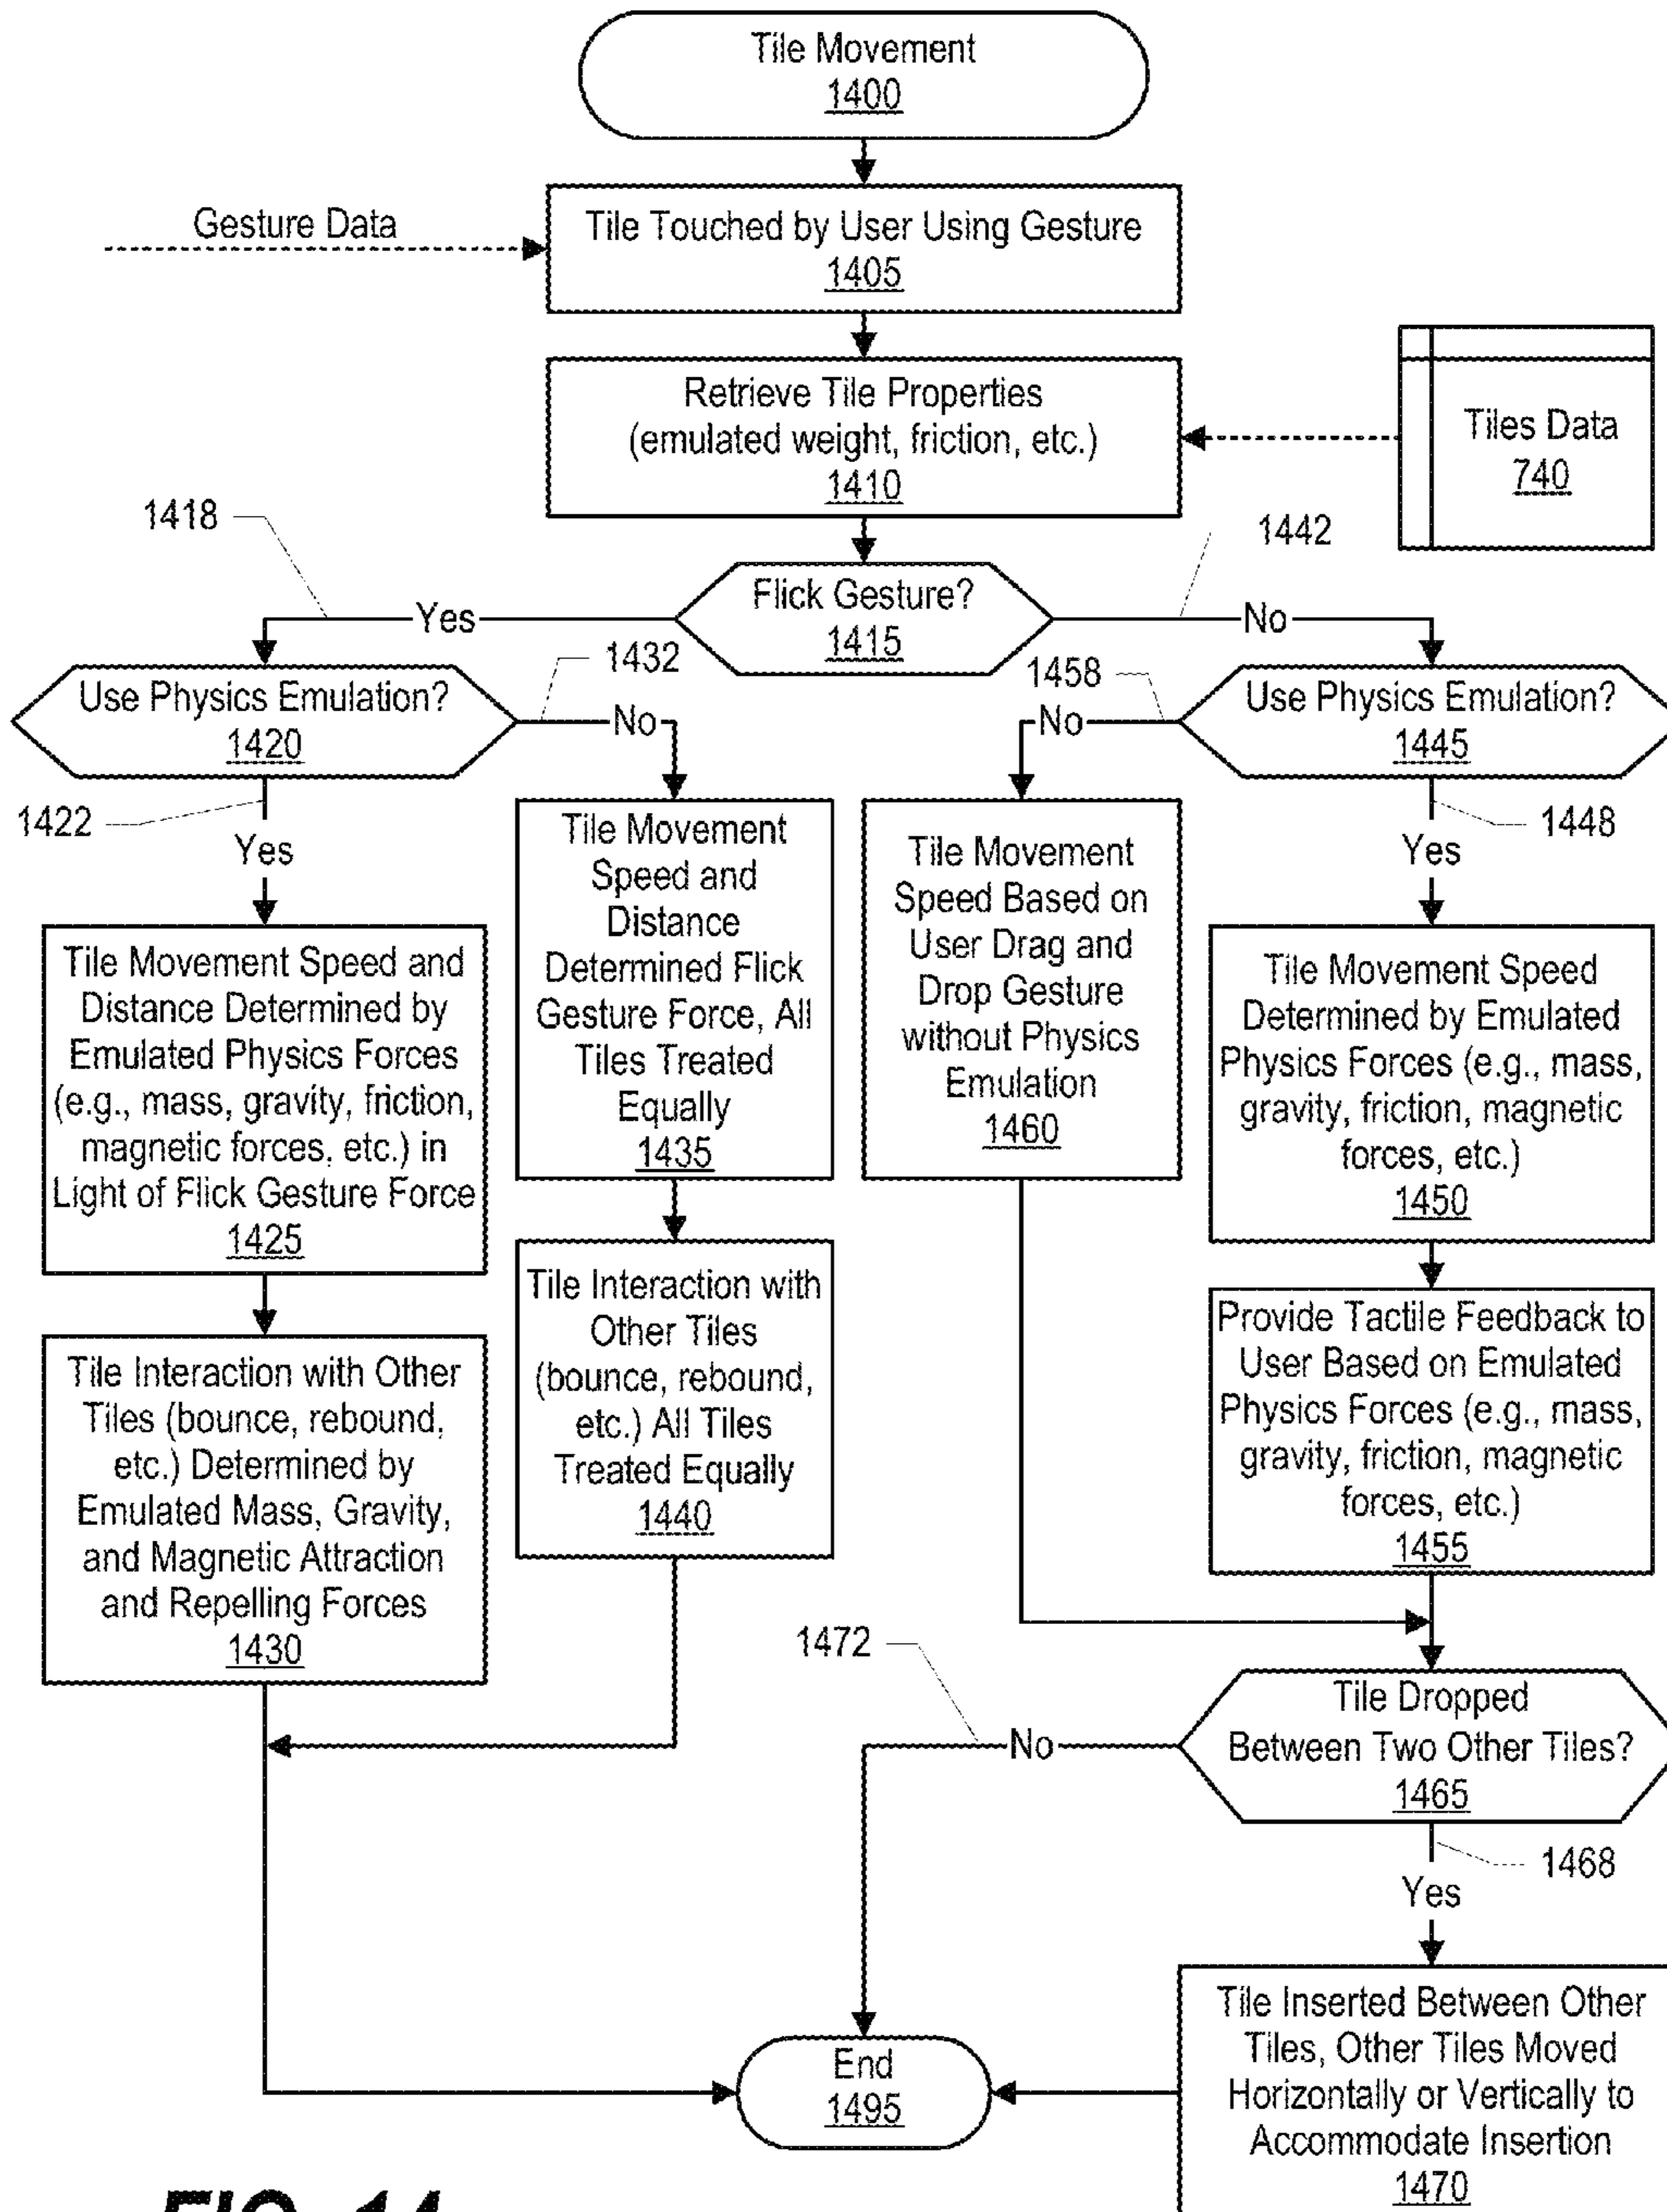 Tile Movement
1400
Gesture Data
Tile Touched by User Using Gesture
1405
Retrieve Tile Properties
(emulated weight, friction, etc.)
1410
Tiles Data
740
1418
1442
Flick Gesture?
1415
Yes
No
1432
1458
Use Physics Emulation?
1420
No
No
Use Physics Emulation?
1445
1422
Yes
1448
Yes
Tile Movement Speed and
Distance Determined by
Emulated Physics Forces
(e.g., mass, gravity, friction,
magnetic forces, etc.) in
Light of Flick Gesture Force
1425
Tile Movement
Speed and
Distance
Determined Flick
Gesture Force, All
Tiles Treated
Equally
1435
Tile Movement
Speed Based on
User Drag and
Drop Gesture
without Physics
Emulation
1460
Tile Movement Speed
Determined by Emulated
Physics Forces (e.g., mass,
gravity, friction, magnetic
forces, etc.)
1450
Tile Interaction with Other
Tiles (bounce, rebound,
etc.) Determined by
Emulated Mass, Gravity,
and Magnetic Attraction
and Repelling Forces
1430
Tile Interaction with
Other Tiles
(bounce, rebound,
etc.) All Tiles
Treated Equally
1440
Provide Tactile Feedback to
User Based on Emulated
Physics Forces (e.g., mass,
gravity, friction, magnetic
forces, etc.)
1455
1472
No
Tile Dropped
Between Two Other Tiles?
1465
1468
Yes
Tile Inserted Between Other
Tiles, Other Tiles Moved
Horizontally or Vertically to
Accommodate Insertion
1470
End
1495
FIG. 14